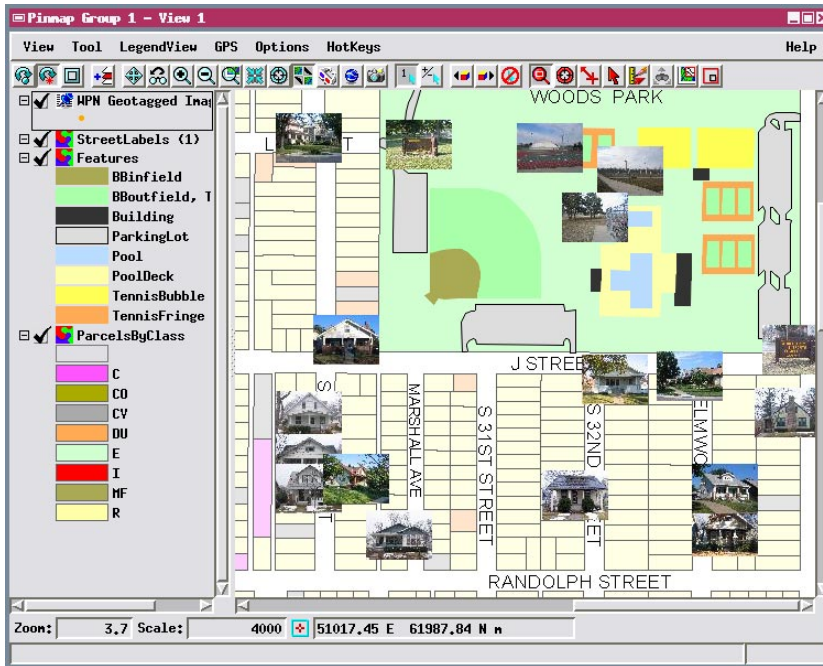 Pinmap Group 1 - View 1
View Tool LegendView GPS Options HotKeys Help
WPN Geotagged Imag
StreetLabels (1)
Features
BBinfield
BBoutfield, T
Building
ParkingLot
Pool
PoolDeck
TennisBubble
TennisFringe
ParcelsByClass
C
CO
CV
DU
E
I
MF
R
WOODS PARK
L
T
J STREE
S
T
MARSHALL AVE
S 31ST STREET
S 32ND
EET
ELMWO
RANDOLPH STREET
Zoom: 3.7 Scale: 4000 51017.45 E 61987.84 N m